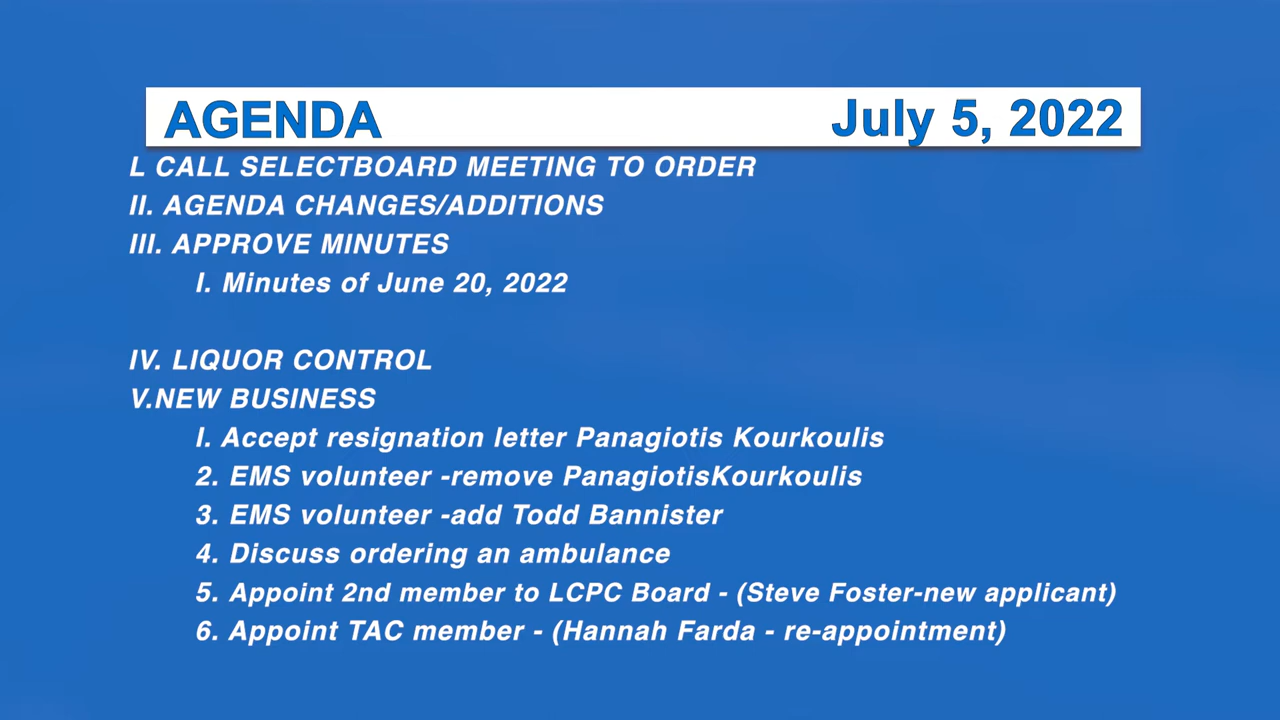 AGENDA July 5, 2022
I. CALL SELECTBOARD MEETING TO ORDER
II. AGENDA CHANGES/ADDITIONS
III. APPROVE MINUTES
I. Minutes of June 20, 2022
IV. LIQUOR CONTROL
V.NEW BUSINESS
I. Accept resignation letter Panagiotis Kourkoulis
2. EMS volunteer -remove PanagiotisKourkoulis
3. EMS volunteer -add Todd Bannister
4. Discuss ordering an ambulance
5. Appoint 2nd member to LCPC Board - (Steve Foster-new applicant)
6. Appoint TAC member - (Hannah Farda - re-appointment)